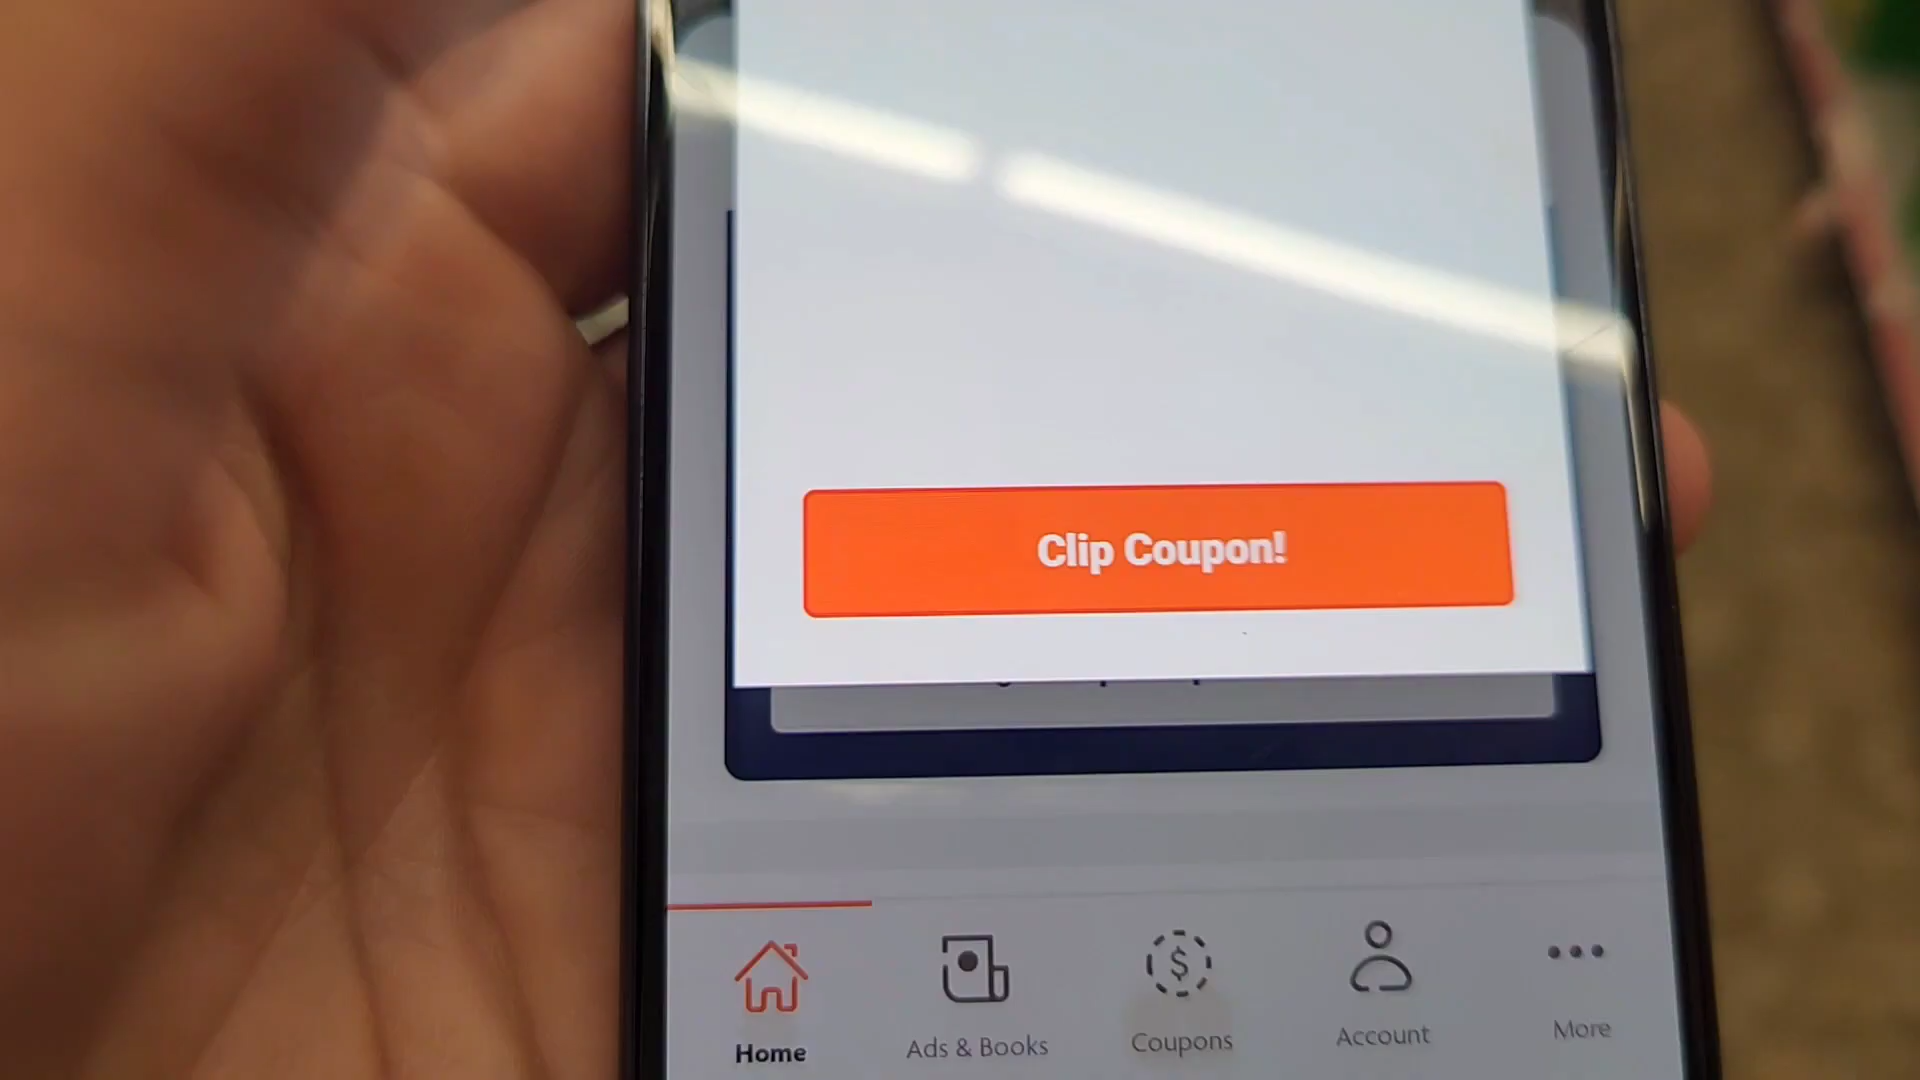 Clip Coupon!
Home
Ads & Books
Coupons
Account
More